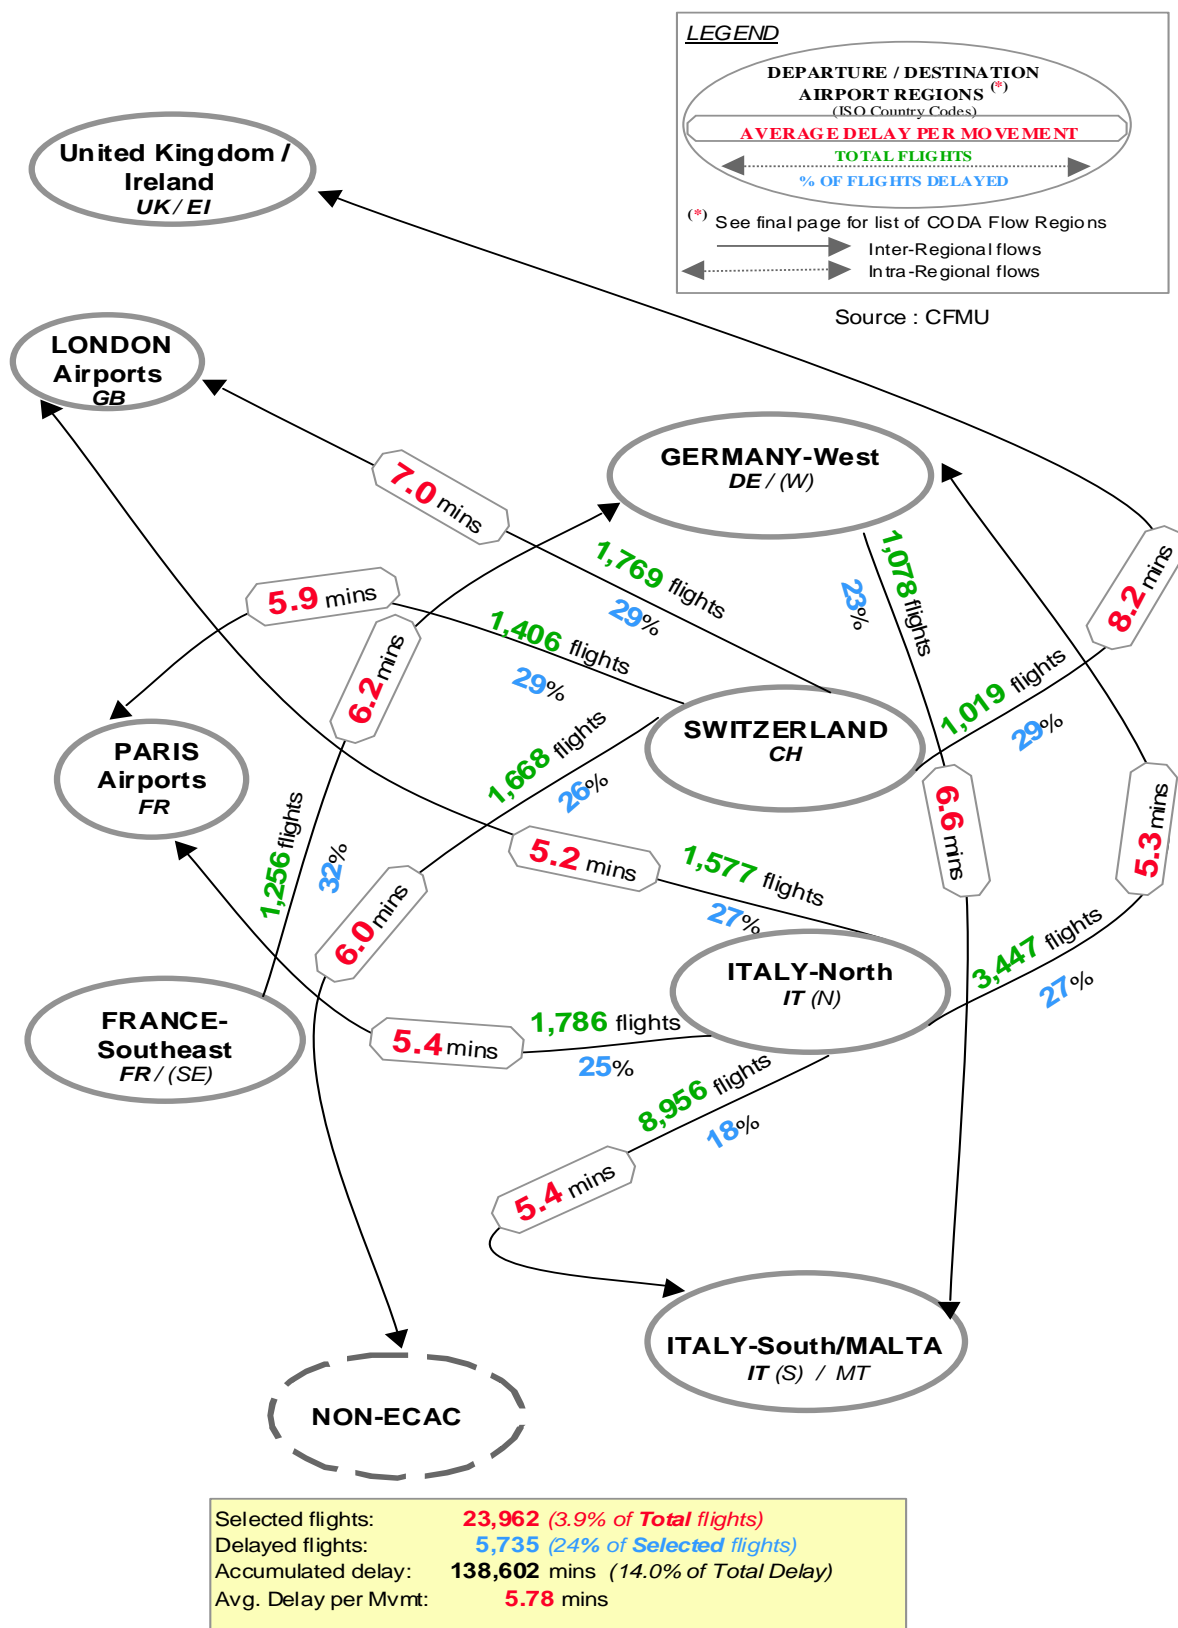 LEGEND
DEPARTURE / DESTINATION
AIRPORT REGIONS (*)
(ISO Country Codes)
AVERAGE DELAY PER MOVEMENT
TOTAL FLIGHTS
% OF FLIGHTS DELAYED
(*) See final page for list of CODA Flow Regions
Inter-Regional flows
Intra-Regional flows
Source : CFMU
United Kingdom /
Ireland
UK / EI
LONDON
Airports
GB
GERMANY-West
DE / (W)
7.0 mins
1,769 flights
29%
1,078 flights
23%
8.2 mins
5.9 mins
1,406 flights
29%
6.2 mins
1,019 flights
29%
SWITZERLAND
CH
PARIS
Airports
FR
1,668 flights
26%
6.6 mins
5.3 mins
1,256 flights
32%
5.2 mins
1,577 flights
27%
6.0 mins
ITALY-North
IT (N)
3,447 flights
27%
FRANCE-
Southeast
FR / (SE)
5.4 mins
1,786 flights
25%
8,956 flights
18%
5.4 mins
ITALY-South/MALTA
IT (S) / MT
NON-ECAC
Selected flights: 23,962 (3.9% of Total flights)
Delayed flights: 5,735 (24% of Selected flights)
Accumulated delay: 138,602 mins (14.0% of Total Delay)
Avg. Delay per Mvmt: 5.78 mins